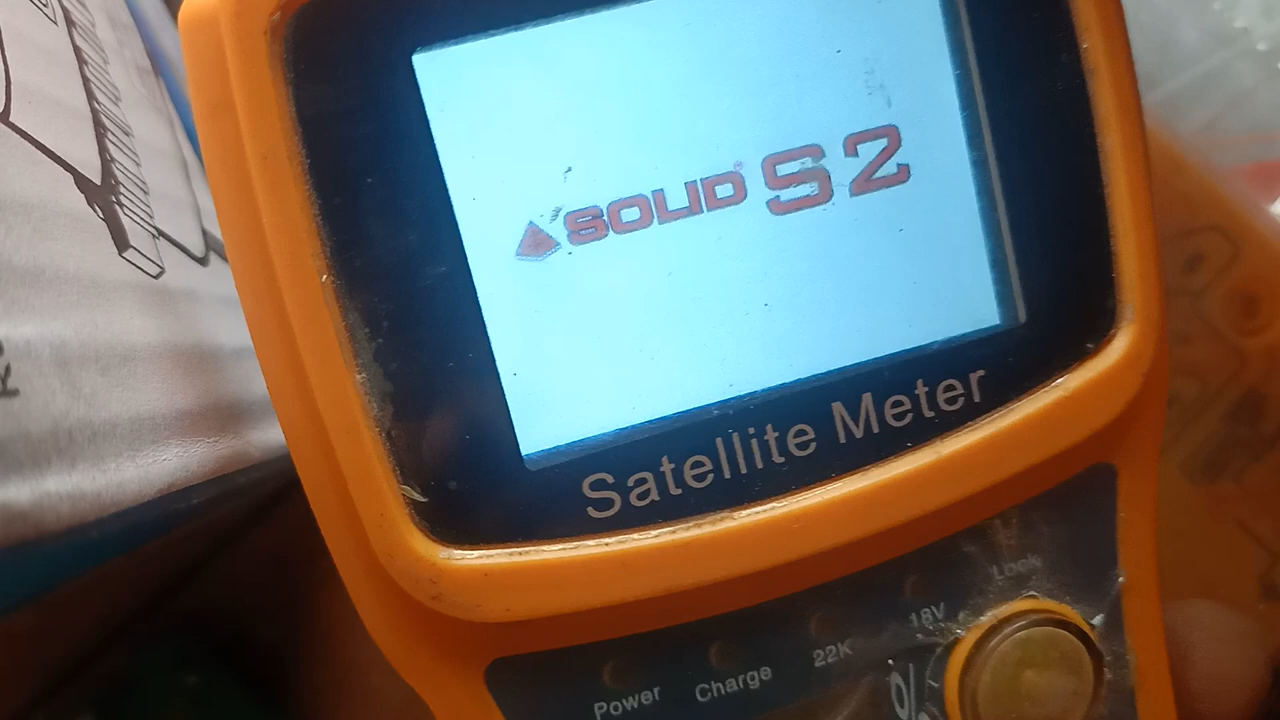 SOLID® S2
Satellite Meter
Power
Charge
22K
18V
Lock